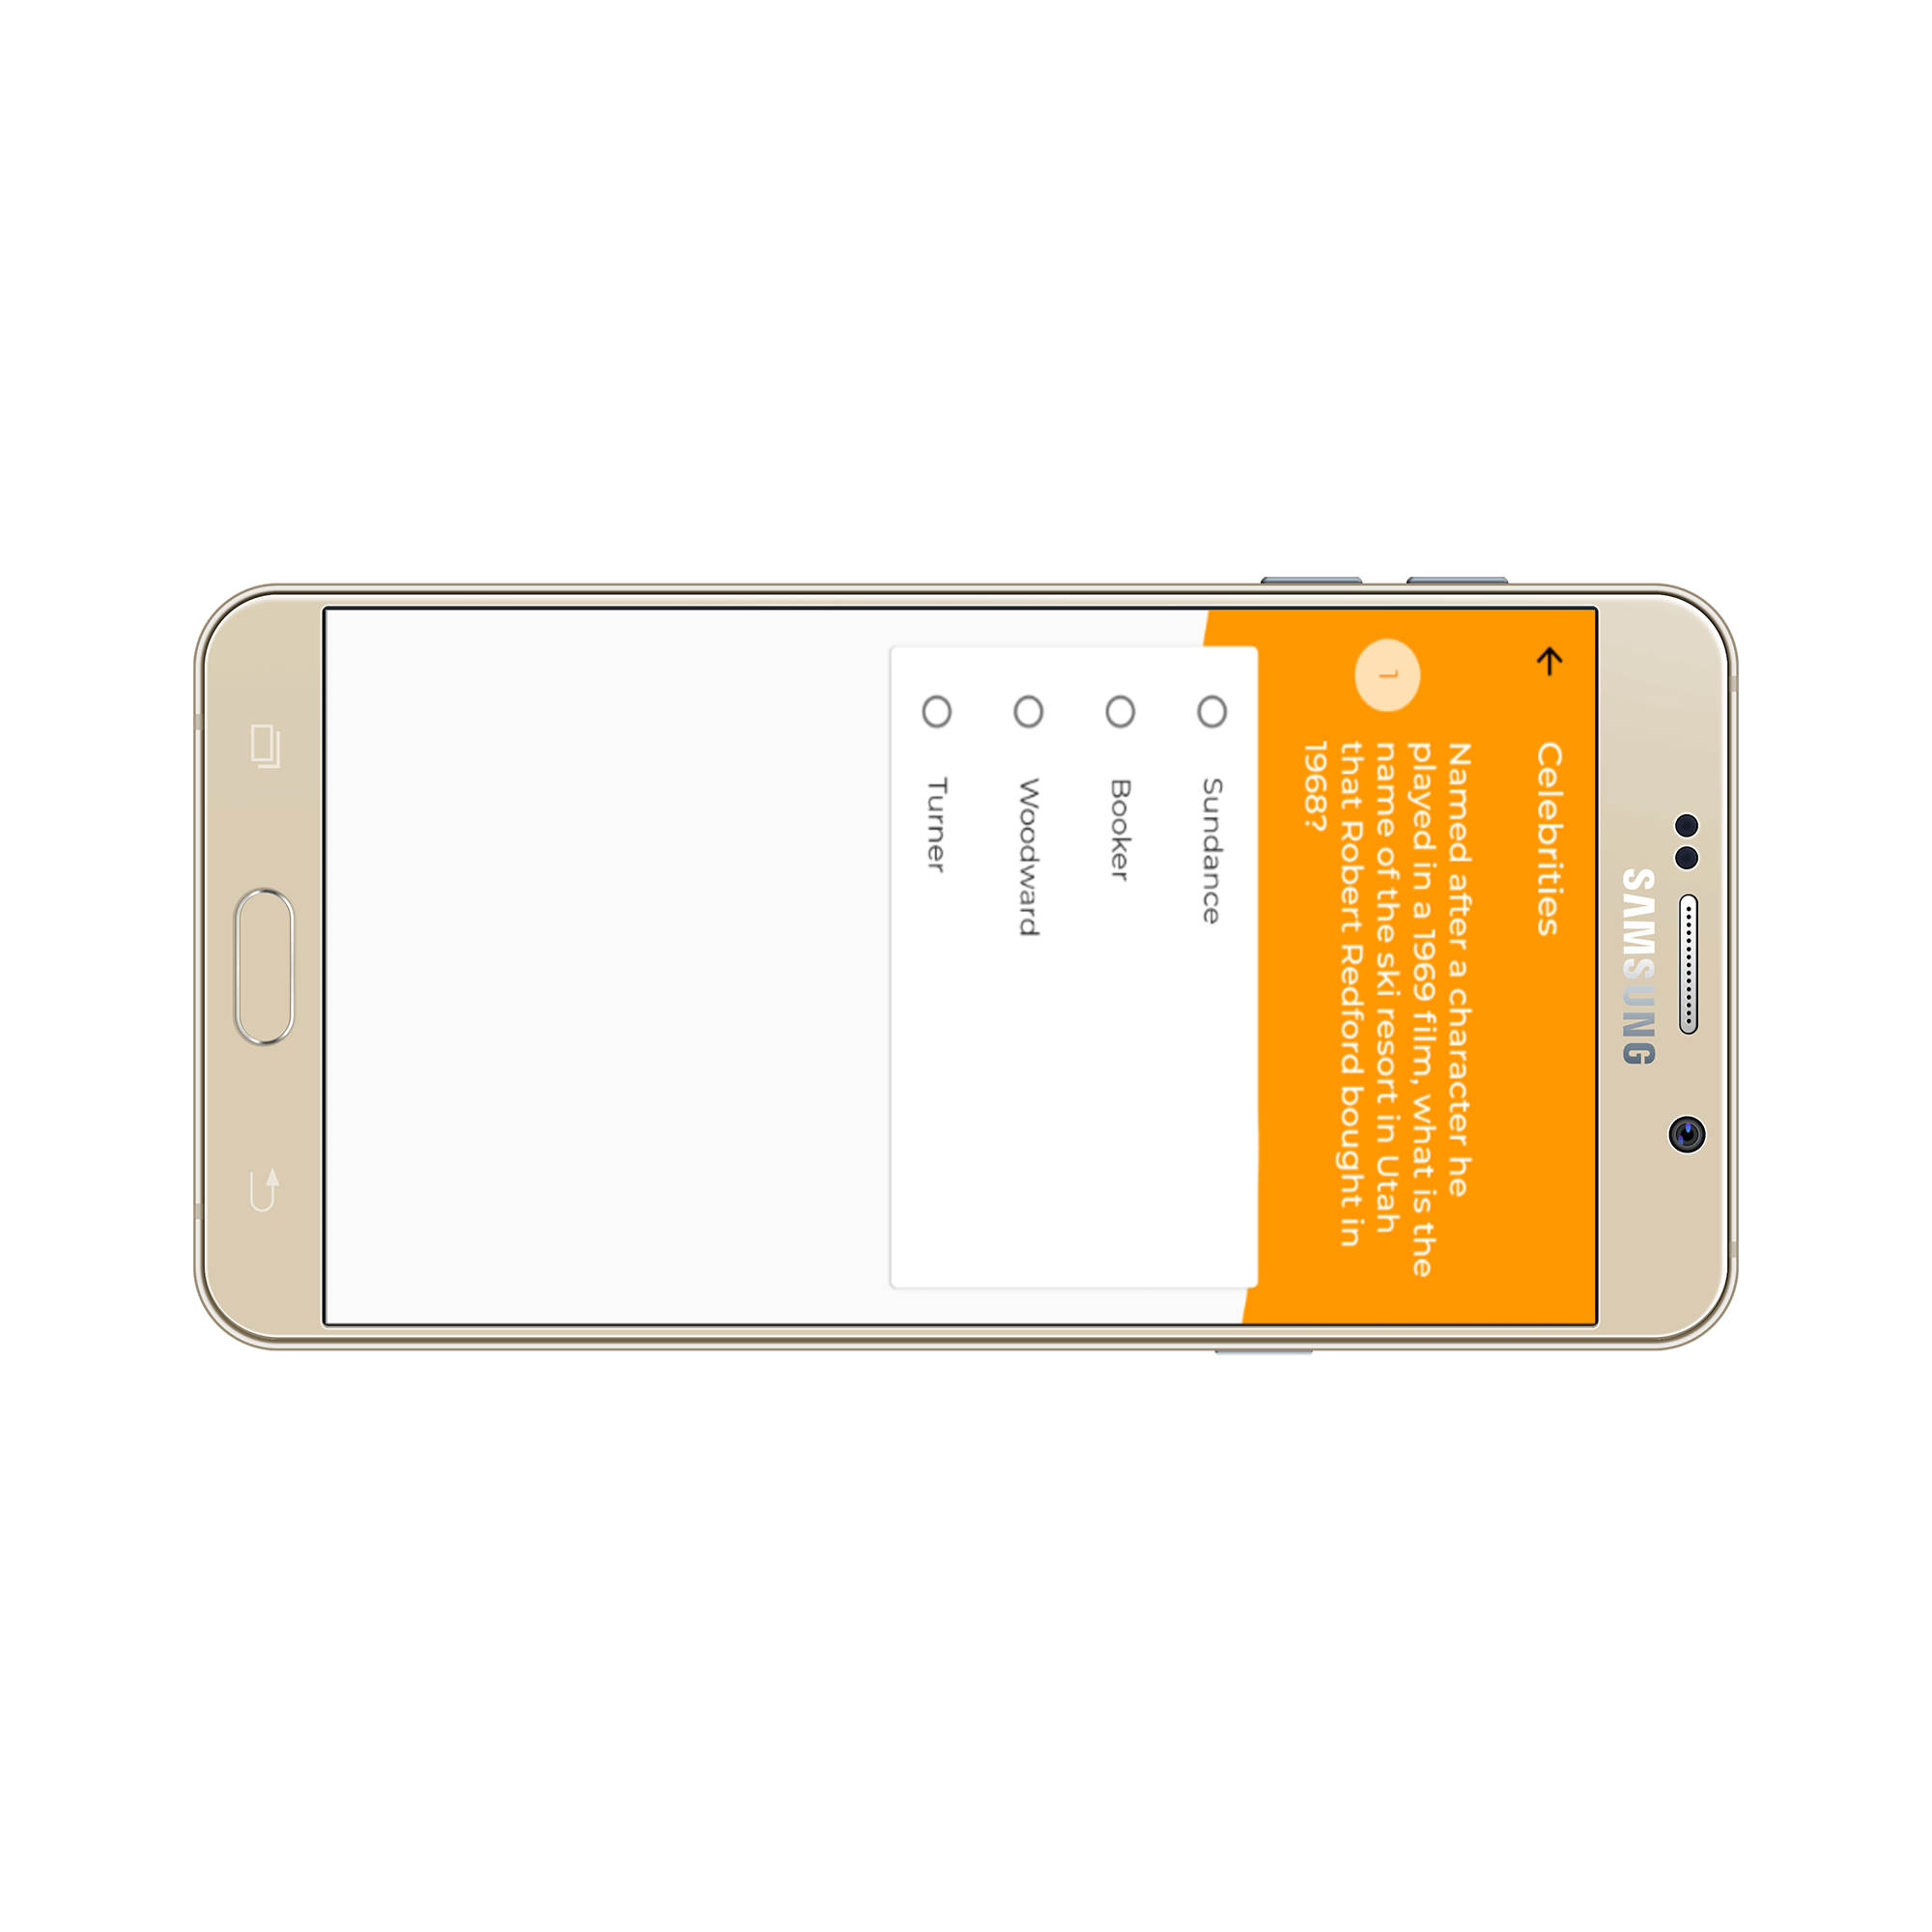 SAMSUNG
Celebrities
1
Named after a character he
played in a 1969 film, what is the
name of the ski resort in Utah
that Robert Redford bought in
1968?
Sundance
Booker
Woodward
Turner